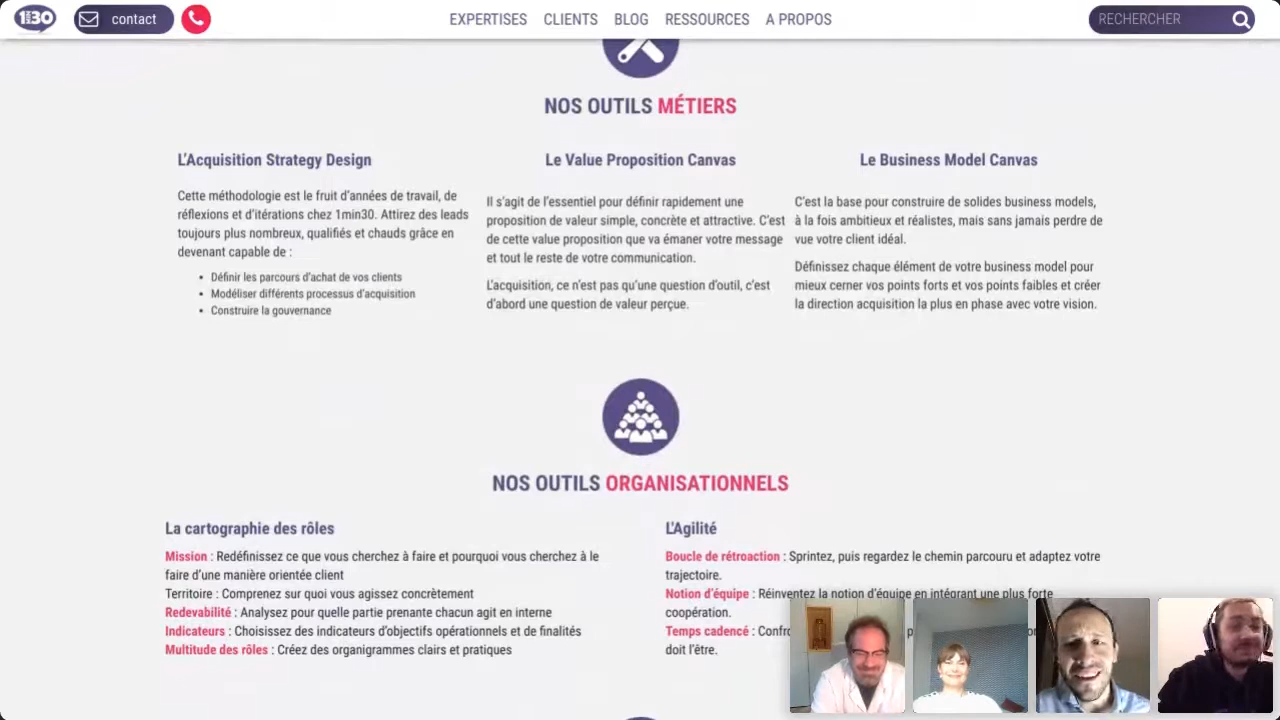 1min30
contact
EXPERTISES CLIENTS BLOG RESSOURCES A PROPOS
RECHERCHER
NOS OUTILS MÉTIERS
L'Acquisition Strategy Design
Cette méthodologie est le fruit d'années de travail, de
réflexions et d'itérations chez 1min30. Attirez des leads
toujours plus nombreux, qualifiés et chauds grâce en
devenant capable de :
• Définir les parcours d'achat de vos clients
• Modéliser différents processus d'acquisition
• Construire la gouvernance
Le Value Proposition Canvas
Il s'agit de l'essentiel pour définir rapidement une
proposition de valeur simple, concrète et attractive. C'est
de cette value proposition que va émaner votre message
et tout le reste de votre communication.
L'acquisition, ce n'est pas qu'une question d'outil, c'est
d'abord une question de valeur perçue.
Le Business Model Canvas
C'est la base pour construire de solides business models,
à la fois ambitieux et réalistes, mais sans jamais perdre de
vue votre client idéal.
Définissez chaque élément de votre business model pour
mieux cerner vos points forts et vos points faibles et créer
la direction acquisition la plus en phase avec votre vision.
NOS OUTILS ORGANISATIONNELS
La cartographie des rôles
Mission : Redéfinissez ce que vous cherchez à faire et pourquoi vous cherchez à le
faire d'une manière orientée client
Territoire : Comprenez sur quoi vous agissez concrètement
Redevabilité : Analysez pour quelle partie prenante chacun agit en interne
Indicateurs : Choisissez des indicateurs d'objectifs opérationnels et de finalités
Multitude des rôles : Créez des organigrammes clairs et pratiques
L'Agilité
Boucle de rétroaction : Sprintez, puis regardez le chemin parcouru et adaptez votre
trajectoire.
Notion d'équipe : Réinventez la notion d'équipe en intégrant une plus forte
coopération.
Temps cadencé :
doit l'être.